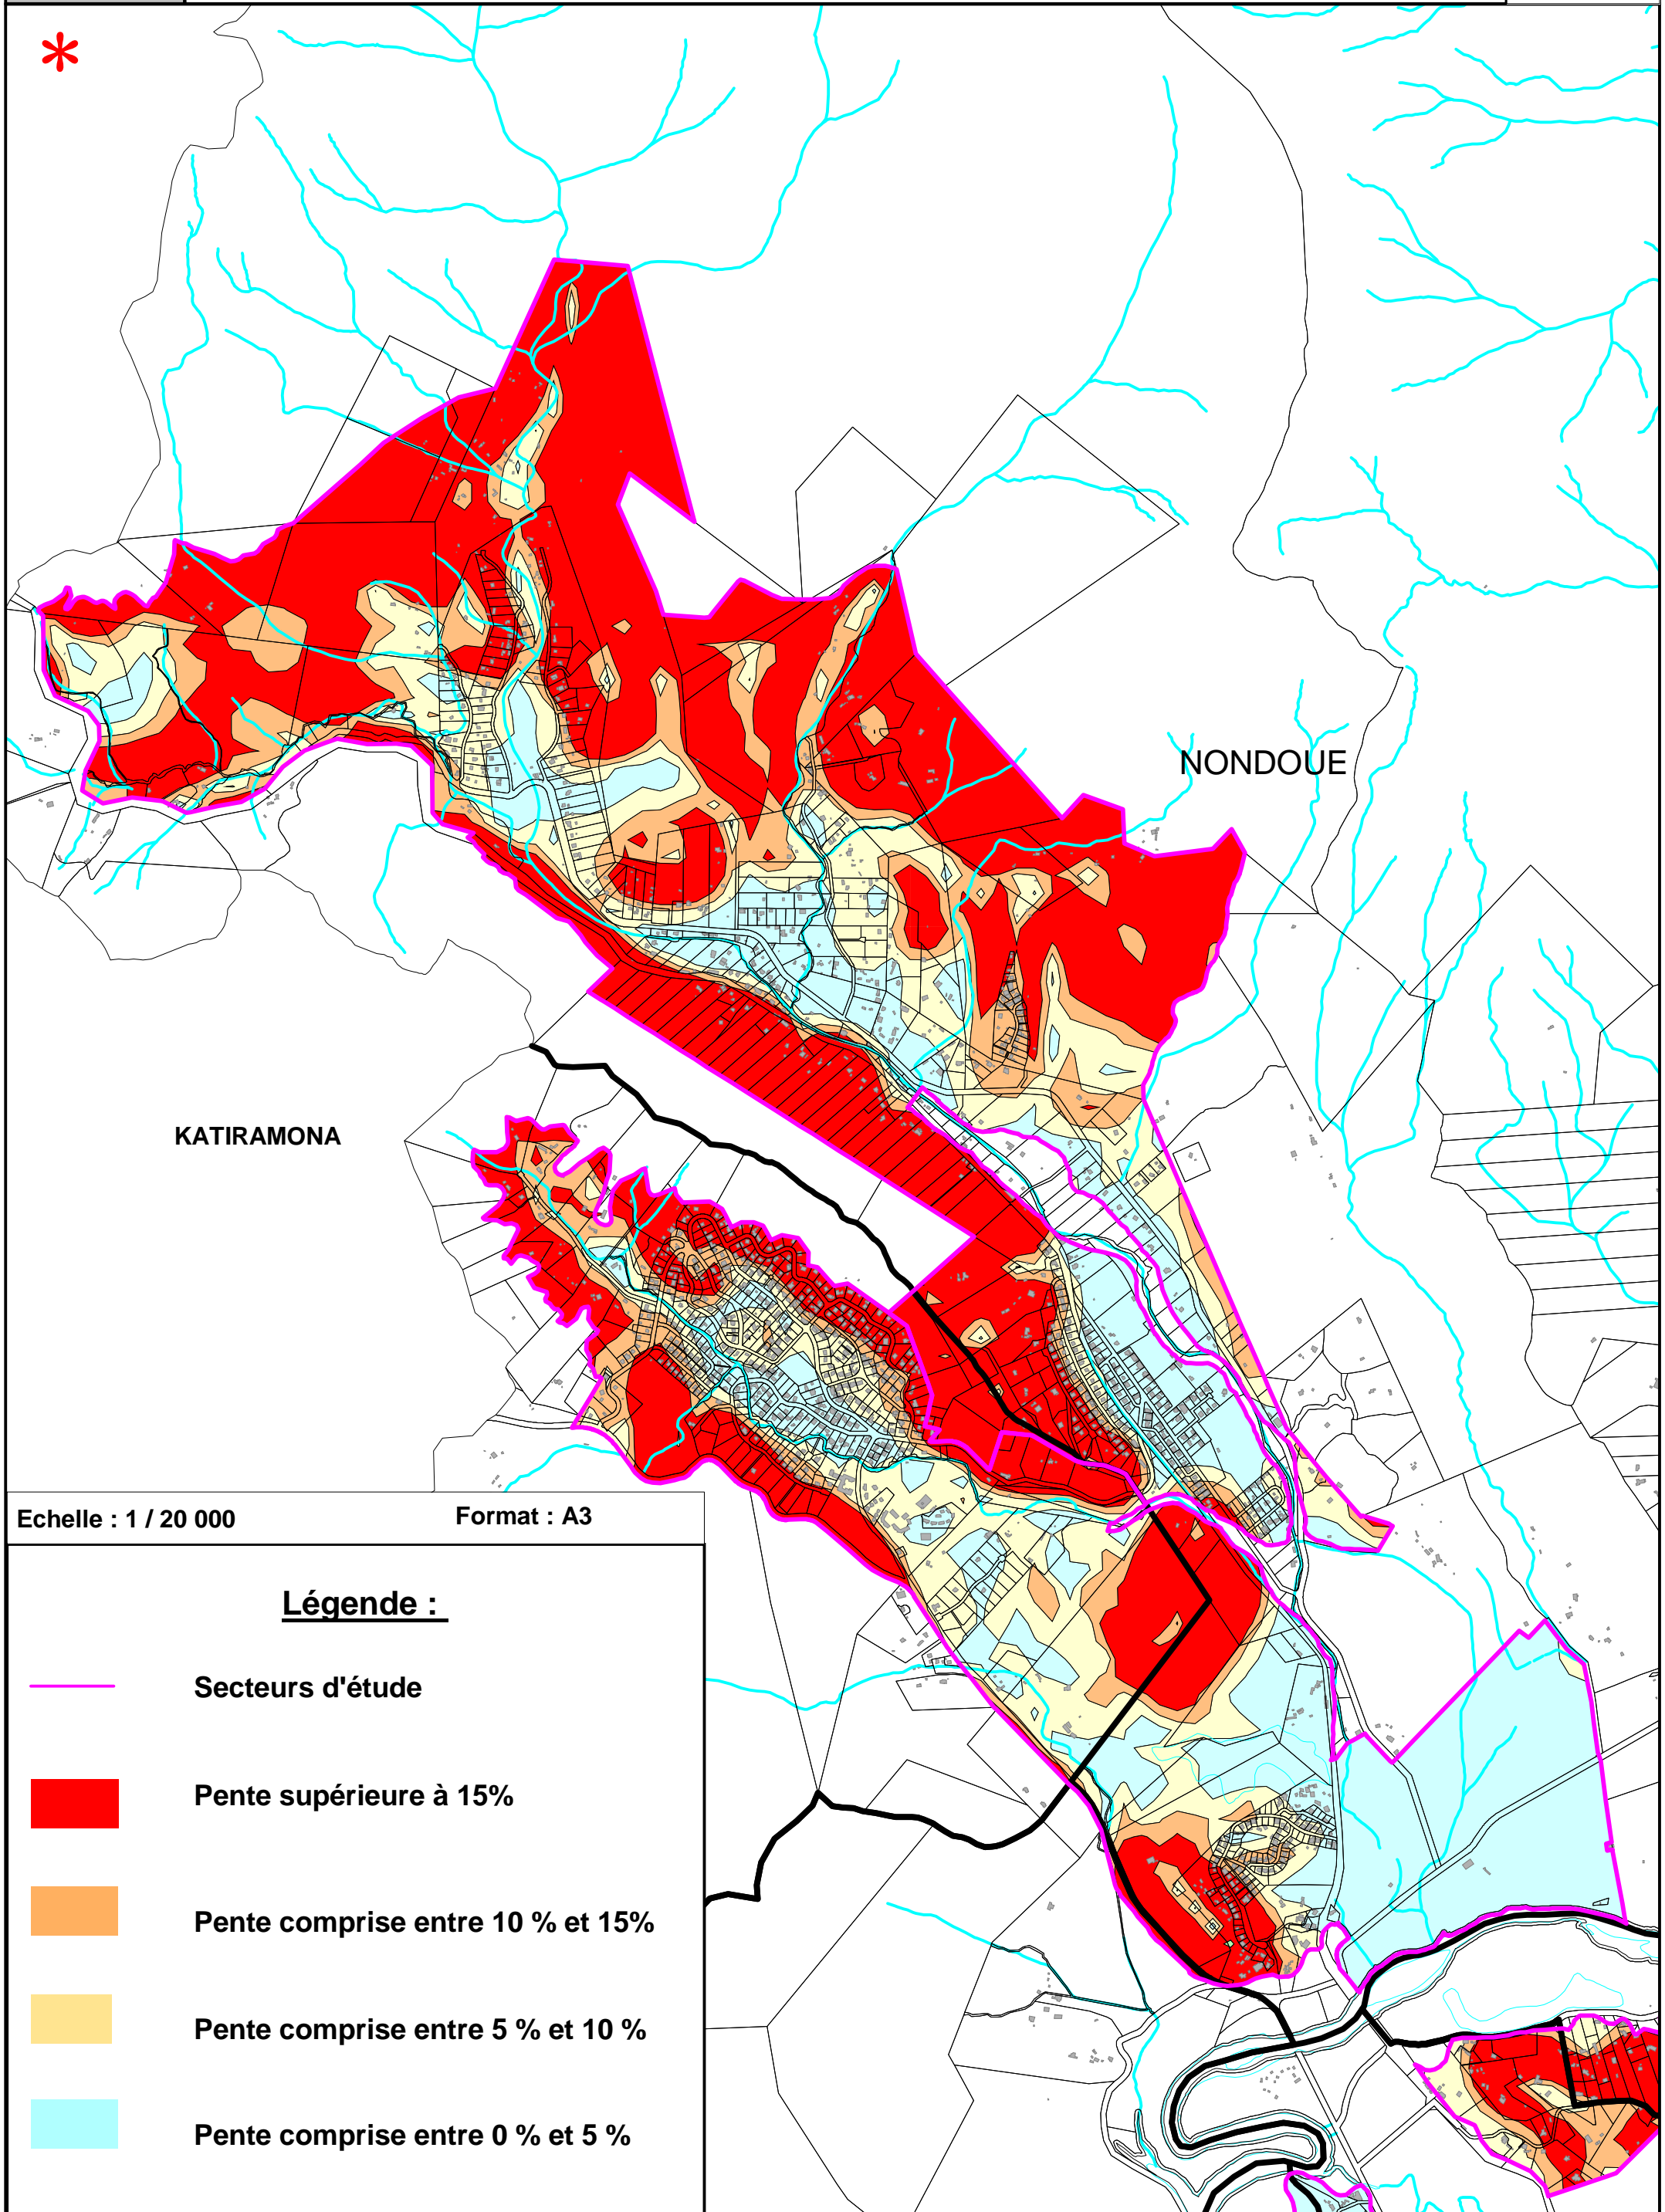 *
NONDOUE
KATIRAMONA
Echelle : 1 / 20 000 Format : A3
Légende :
Secteurs d'étude
Pente supérieure à 15%
Pente comprise entre 10 % et 15%
Pente comprise entre 5 % et 10 %
Pente comprise entre 0 % et 5 %